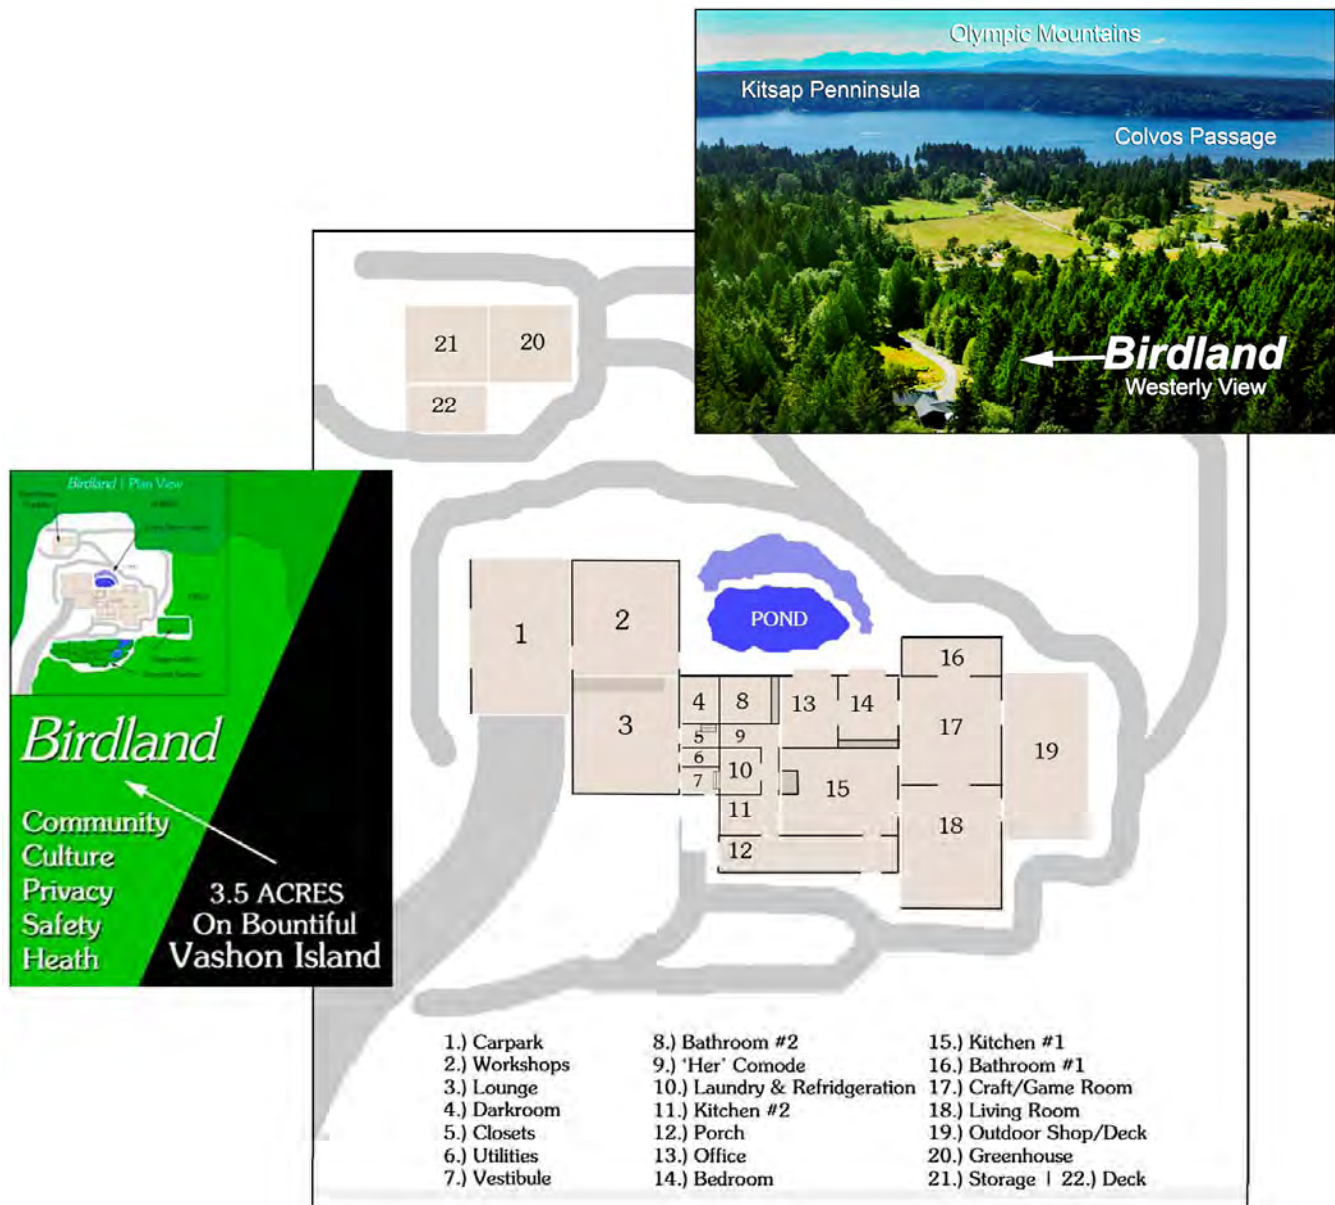 Olympic Mountains
Kitsap Penninsula
Colvos Passage
Birdland
Westerly View
21
20
22
Birdland | Plan View
Birdland
Community
Culture
Privacy
Safety
Heath
3.5 ACRES
On Bountiful
Vashon Island
POND
1
2
3
4
5
6
7
8
9
10
11
12
13
14
15
16
17
18
19
1.) Carpark
2.) Workshops
3.) Lounge
4.) Darkroom
5.) Closets
6.) Utilities
7.) Vestibule
8.) Bathroom #2
9.) 'Her' Comode
10.) Laundry & Refridgeration
11.) Kitchen #2
12.) Porch
13.) Office
14.) Bedroom
15.) Kitchen #1
16.) Bathroom #1
17.) Craft/Game Room
18.) Living Room
19.) Outdoor Shop/Deck
20.) Greenhouse
21.) Storage | 22.) Deck